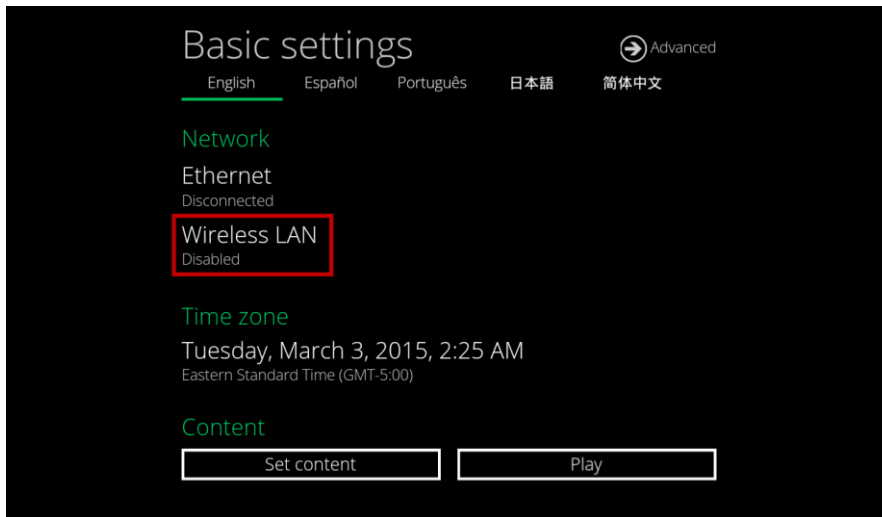 Basic settings
Advanced
English Español Português 日本語 简体中文
Network
Ethernet
Disconnected
Wireless LAN
Disabled
Time zone
Tuesday, March 3, 2015, 2:25 AM
Eastern Standard Time (GMT-5:00)
Content
Set content Play